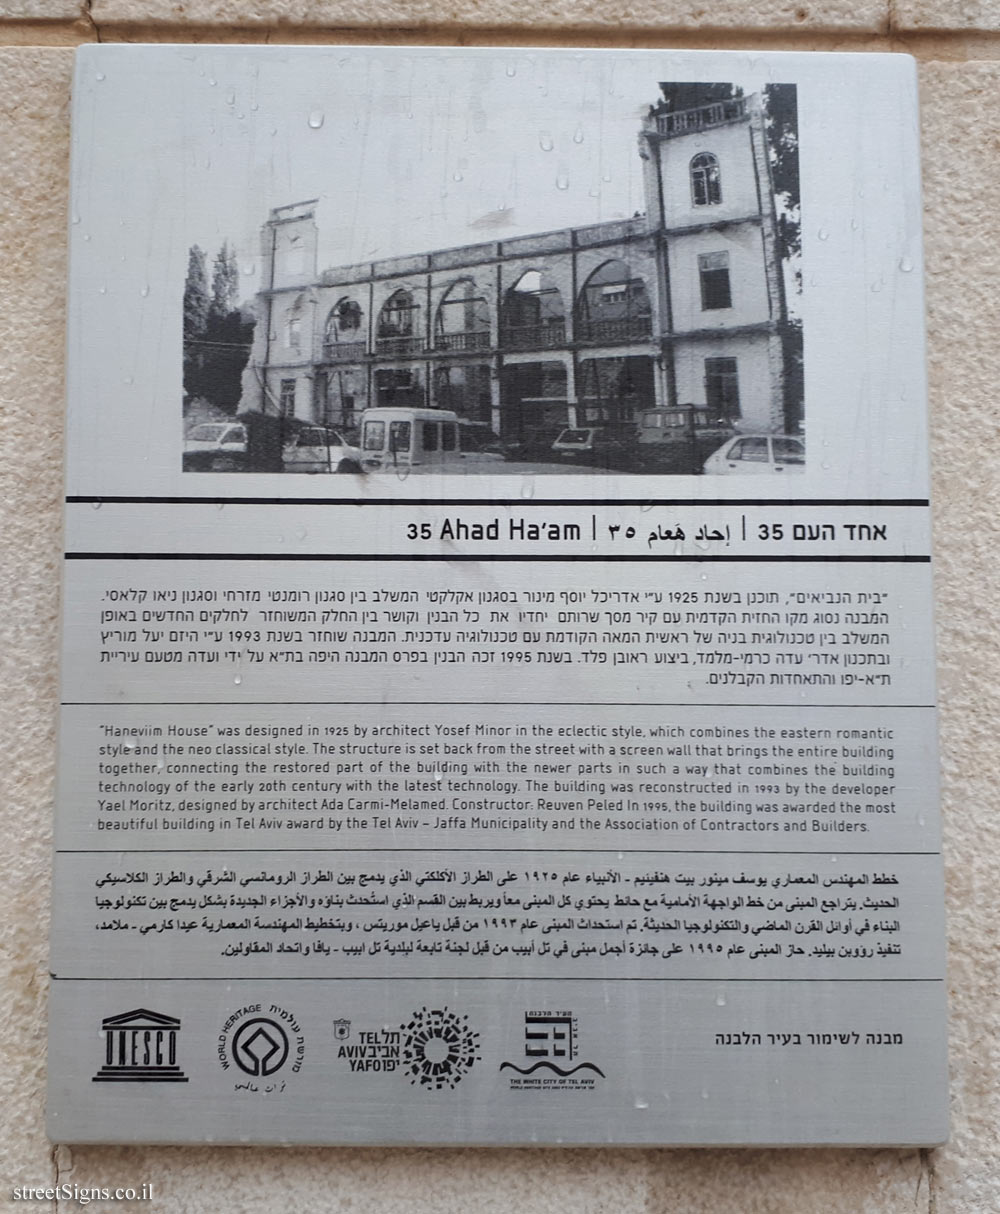 אחד העם 35 | إحاد هَعام ٣٥ | 35 Ahad Ha'am
"בית הנביאים", תוכנן בשנת 1925 ע"י אדריכל יוסף מינור בסגנון אקלקטי המשלב בין סגנון רומנטי מזרחי וסגנון ניאו קלאסי.
המבנה נסוג מקו החזית הקדמית עם קיר מסך שרותם יחדיו את כל הבנין וקושר בין החלק המשוחזר לחלקים החדשים באופן
המשלב בין טכנולוגית בניה של ראשית המאה הקודמת עם טכנולוגיה עדכנית. המבנה שוחזר בשנת 1993 ע"י היזם יעל מוריץ
ובתכנון אדר' עדה כרמי-מלמד, ביצוע ראובן פלד. בשנת 1995 זכה הבנין בפרס המבנה היפה בת"א על ידי ועדה מטעם עיריית
ת"א-יפו והתאחדות הקבלנים.
"Haneviim House" was designed in 1925 by architect Yosef Minor in the eclectic style, which combines the eastern romantic
style and the neo classical style. The structure is set back from the street with a screen wall that brings the entire building
together, connecting the restored part of the building with the newer parts in such a way that combines the building
technology of the early 20th century with the latest technology. The building was reconstructed in 1993 by the developer
Yael Moritz, designed by architect Ada Carmi-Melamed. Constructor: Reuven Peled In 1995, the building was awarded the most
beautiful building in Tel Aviv award by the Tel Aviv – Jaffa Municipality and the Association of Contractors and Builders.
خطط المهندس المعماري يوسف مينور بيت هنفينيم - الأنبياء عام ١٩٢٥ على الطراز الأكلكتي الذي يدمج بين الطراز الرومانسي الشرقي والطراز الكلاسيكي
الحديث. يتراجع المبنى من خط الواجهة الأمامية مع حائط يحتوي كل المبنى معاً ويربط بين القسم الذي استُحدث بناؤه والأجزاء الجديدة بشكل يدمج بين تكنولوجيا
البناء في أوائل القرن الماضي والتكنولوجيا الحديثة. تم استحداث المبنى عام ١٩٩٣ من قبل ياعيل موريتس ، وبتخطيط المهندسة المعمارية عيدا كارمي - ملامد،
تنفيذ رؤوبن بيليد. حاز المبنى عام ١٩٩٥ على جائزة أجمل مبنى في تل أبيب من قبل لجنة تابعة لبلدية تل ابيب - يافا واتحاد المقاولين.
מבנה לשימור בעיר הלבנה
העיר הלבנה
תל אביב
THE WHITE CITY OF TEL AVIV
TEL תל
AVIV אביב
YAFO יפו
WORLD HERITAGE מורשת עולמית
تراث عالمي
UNESCO
streetSigns.co.il